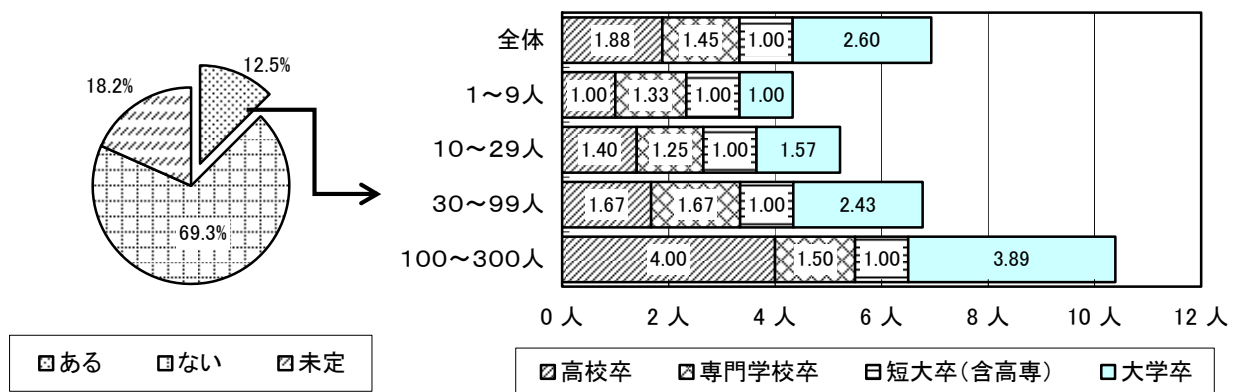 12.5%
18.2%
69.3%
ある ない 未定
全体 1.88 1.45 1.00 2.60
1～9人 1.00 1.33 1.00 1.00
10～29人 1.40 1.25 1.00 1.57
30～99人 1.67 1.67 1.00 2.43
100～300人 4.00 1.50 1.00 3.89
0 人 2 人 4 人 6 人 8 人 10 人 12 人
高校卒 専門学校卒 短大卒(含高専) 大学卒